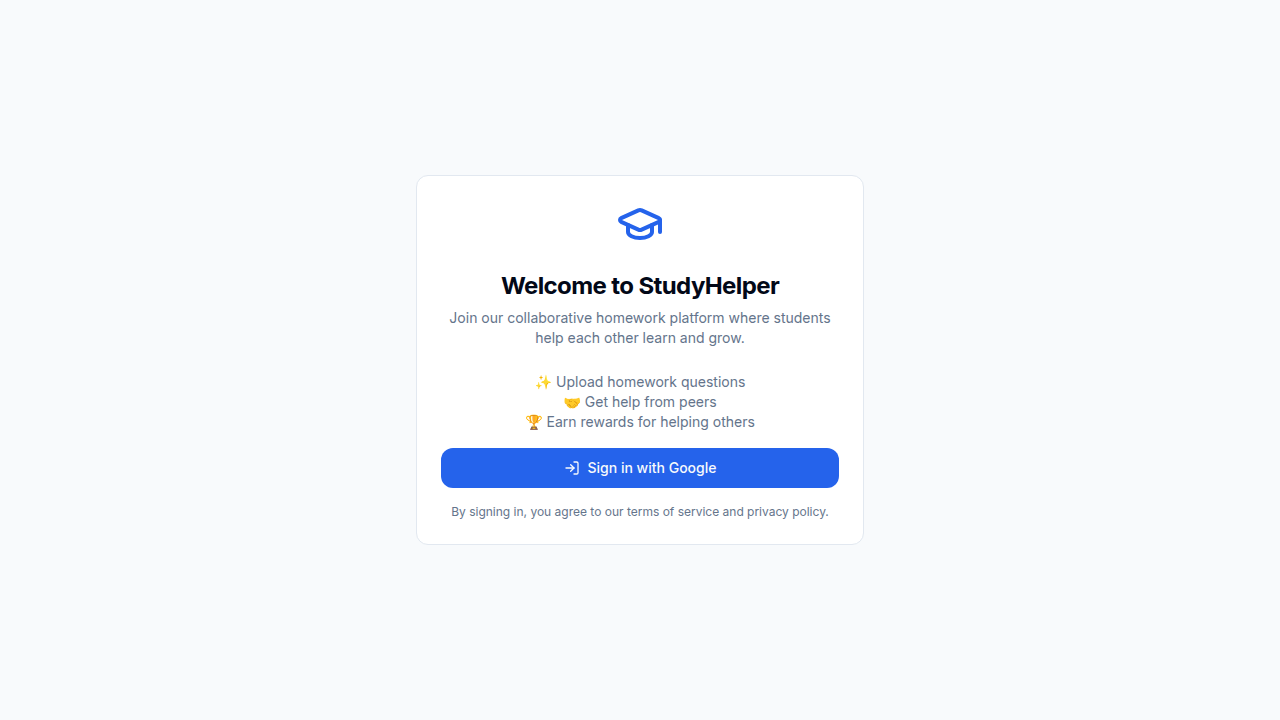 Welcome to StudyHelper
Join our collaborative homework platform where students
help each other learn and grow.
✨ Upload homework questions
🤝 Get help from peers
🏆 Earn rewards for helping others
Sign in with Google
By signing in, you agree to our terms of service and privacy policy.